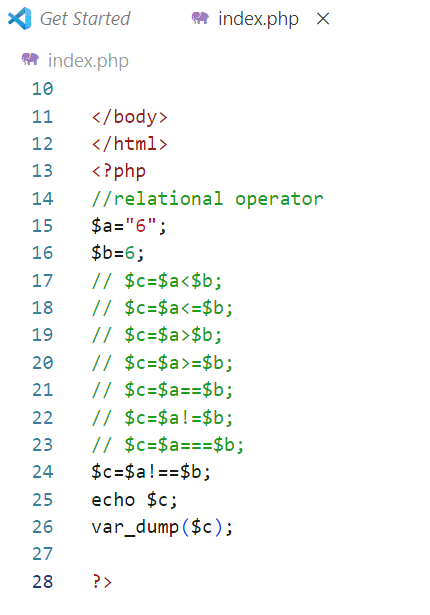 Get Started index.php
index.php
10
11 </body>
12 </html>
13 <?php
14 //relational operator
15 $a="6";
16 $b=6;
17 // $c=$a<$b;
18 // $c=$a<=$b;
19 // $c=$a>$b;
20 // $c=$a>=$b;
21 // $c=$a==$b;
22 // $c=$a!=$b;
23 // $c=$a===$b;
24 $c=$a!==$b;
25 echo $c;
26 var_dump($c);
27
28 ?>